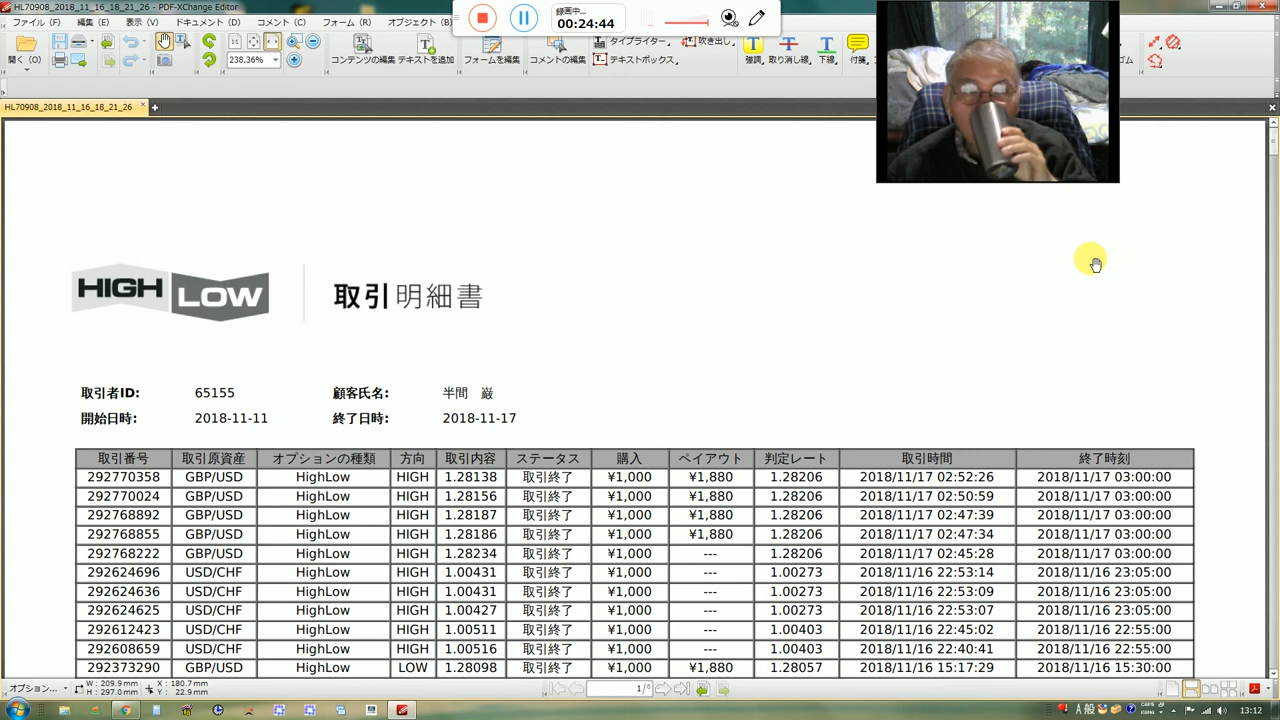 HL70908_2018_11_16_18_21_26 - PDF-XChange Editor
ファイル（F） 編集（E） 表示（V） ドキュメント（D） コメント（C） フォーム（R） オブジェクト（B）
録画中...
00:24:44
開く（O） 238.36% コンテンツの編集 テキストを追加 フォームを編集 コメントの編集 タイプライター 吹き出し 強調 取り消し線 下線 付箋
テキストボックス
HL70908_2018_11_16_18_21_26
HIGH LOW 取引明細書
取引者ID: 65155 顧客氏名: 半間　巌
開始日時: 2018-11-11 終了日時: 2018-11-17
取引番号 取引原資産 オプションの種類 方向 取引内容 ステータス 購入 ペイアウト 判定レート 取引時間 終了時刻
292770358 GBP/USD HighLow HIGH 1.28138 取引終了 ¥1,000 ¥1,880 1.28206 2018/11/17 02:52:26 2018/11/17 03:00:00
292770024 GBP/USD HighLow HIGH 1.28156 取引終了 ¥1,000 ¥1,880 1.28206 2018/11/17 02:50:59 2018/11/17 03:00:00
292768892 GBP/USD HighLow HIGH 1.28187 取引終了 ¥1,000 ¥1,880 1.28206 2018/11/17 02:47:39 2018/11/17 03:00:00
292768855 GBP/USD HighLow HIGH 1.28186 取引終了 ¥1,000 ¥1,880 1.28206 2018/11/17 02:47:34 2018/11/17 03:00:00
292768222 GBP/USD HighLow HIGH 1.28234 取引終了 ¥1,000 --- 1.28206 2018/11/17 02:45:28 2018/11/17 03:00:00
292624696 USD/CHF HighLow HIGH 1.00431 取引終了 ¥1,000 --- 1.00273 2018/11/16 22:53:14 2018/11/16 23:05:00
292624636 USD/CHF HighLow HIGH 1.00431 取引終了 ¥1,000 --- 1.00273 2018/11/16 22:53:09 2018/11/16 23:05:00
292624625 USD/CHF HighLow HIGH 1.00427 取引終了 ¥1,000 --- 1.00273 2018/11/16 22:53:07 2018/11/16 23:05:00
292612423 USD/CHF HighLow HIGH 1.00511 取引終了 ¥1,000 --- 1.00403 2018/11/16 22:45:02 2018/11/16 22:55:00
292608659 USD/CHF HighLow HIGH 1.00516 取引終了 ¥1,000 --- 1.00403 2018/11/16 22:40:41 2018/11/16 22:55:00
292373290 GBP/USD HighLow LOW 1.28098 取引終了 ¥1,000 ¥1,880 1.28057 2018/11/16 15:17:29 2018/11/16 15:30:00
オプション... W: 209.9 mm X: 180.7 mm 1/6
H: 297.0 mm Y: 22.9 mm
A 般 CAPS KANA 13:12